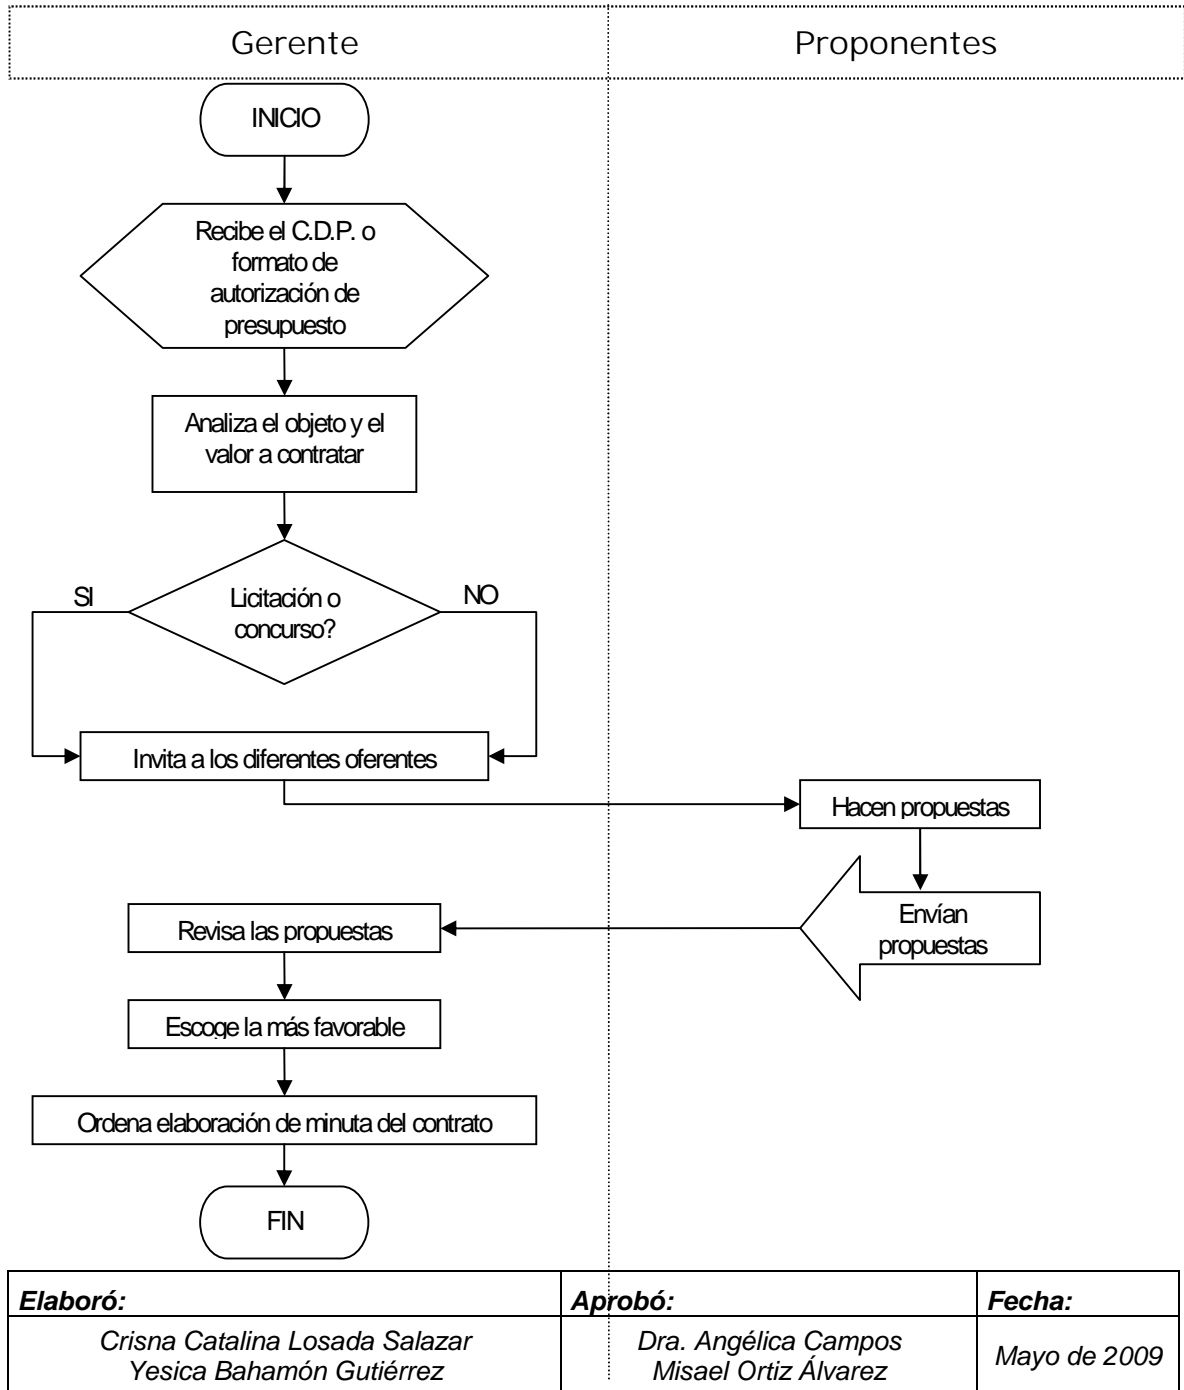 Gerente
Proponentes
INICIO
Recibe el C.D.P. o
formato de
autorización de
presupuesto
Analiza el objeto y el
valor a contratar
SI
Licitación o
concurso?
NO
Invita a los diferentes oferentes
Hacen propuestas
Envían
propuestas
Revisa las propuestas
Escoge la más favorable
Ordena elaboración de minuta del contrato
FIN
Elaboró:
Aprobó:
Fecha:
Crisna Catalina Losada Salazar
Yesica Bahamón Gutiérrez
Dra. Angélica Campos
Misael Ortiz Álvarez
Mayo de 2009